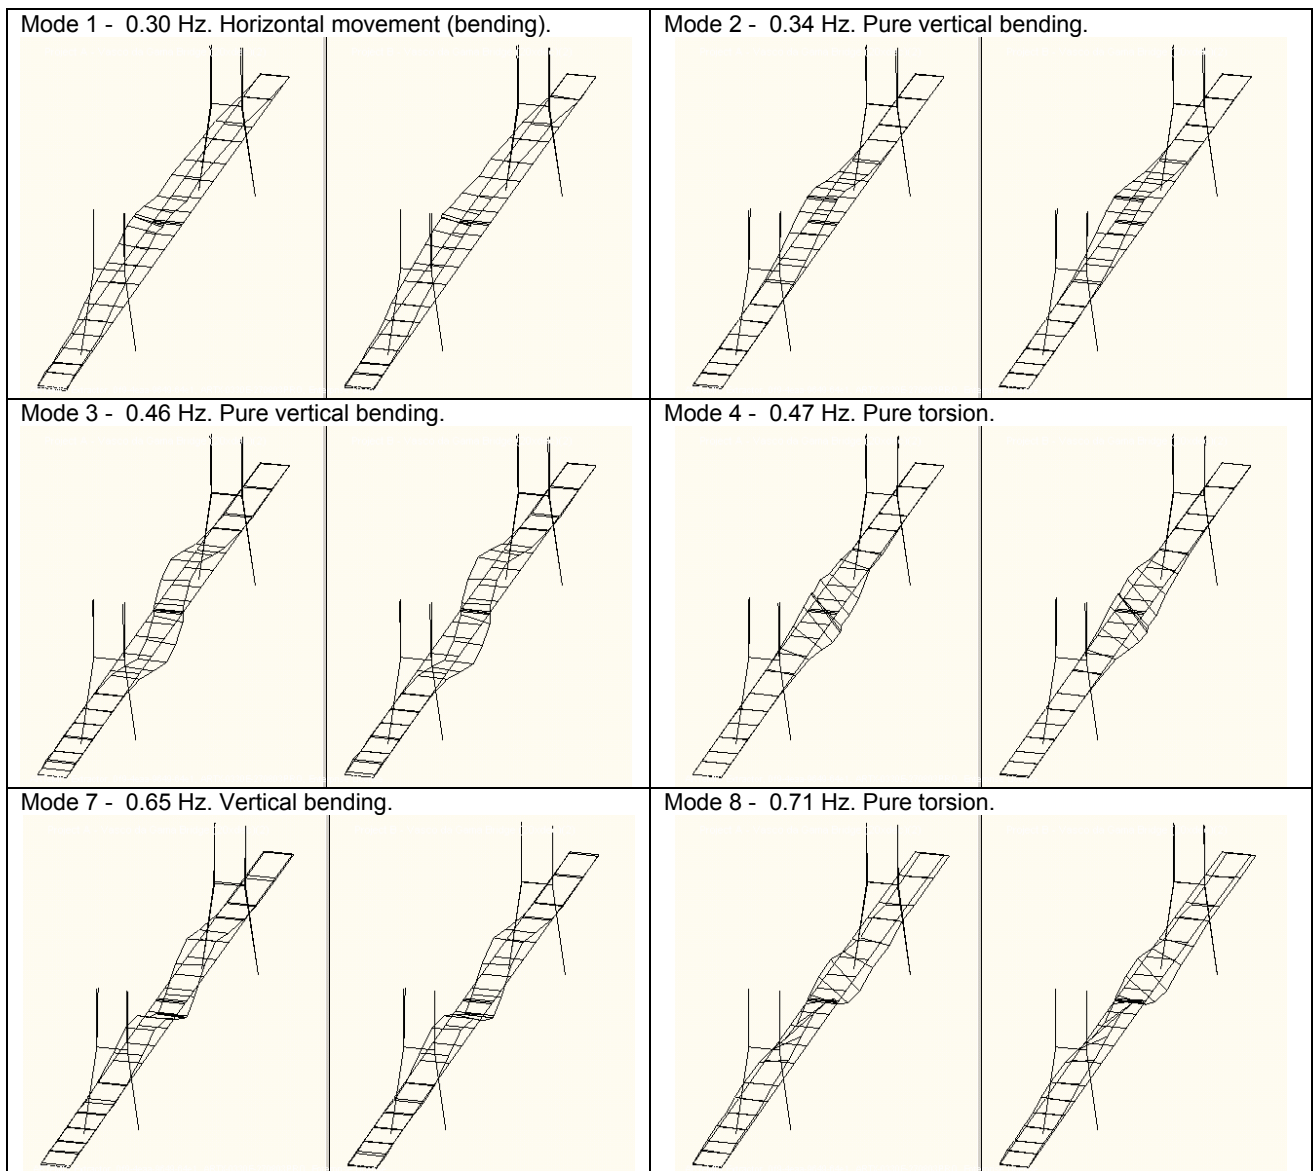 Mode 1 - 0.30 Hz. Horizontal movement (bending).
Mode 2 - 0.34 Hz. Pure vertical bending.
Mode 3 - 0.46 Hz. Pure vertical bending.
Mode 4 - 0.47 Hz. Pure torsion.
Mode 7 - 0.65 Hz. Vertical bending.
Mode 8 - 0.71 Hz. Pure torsion.